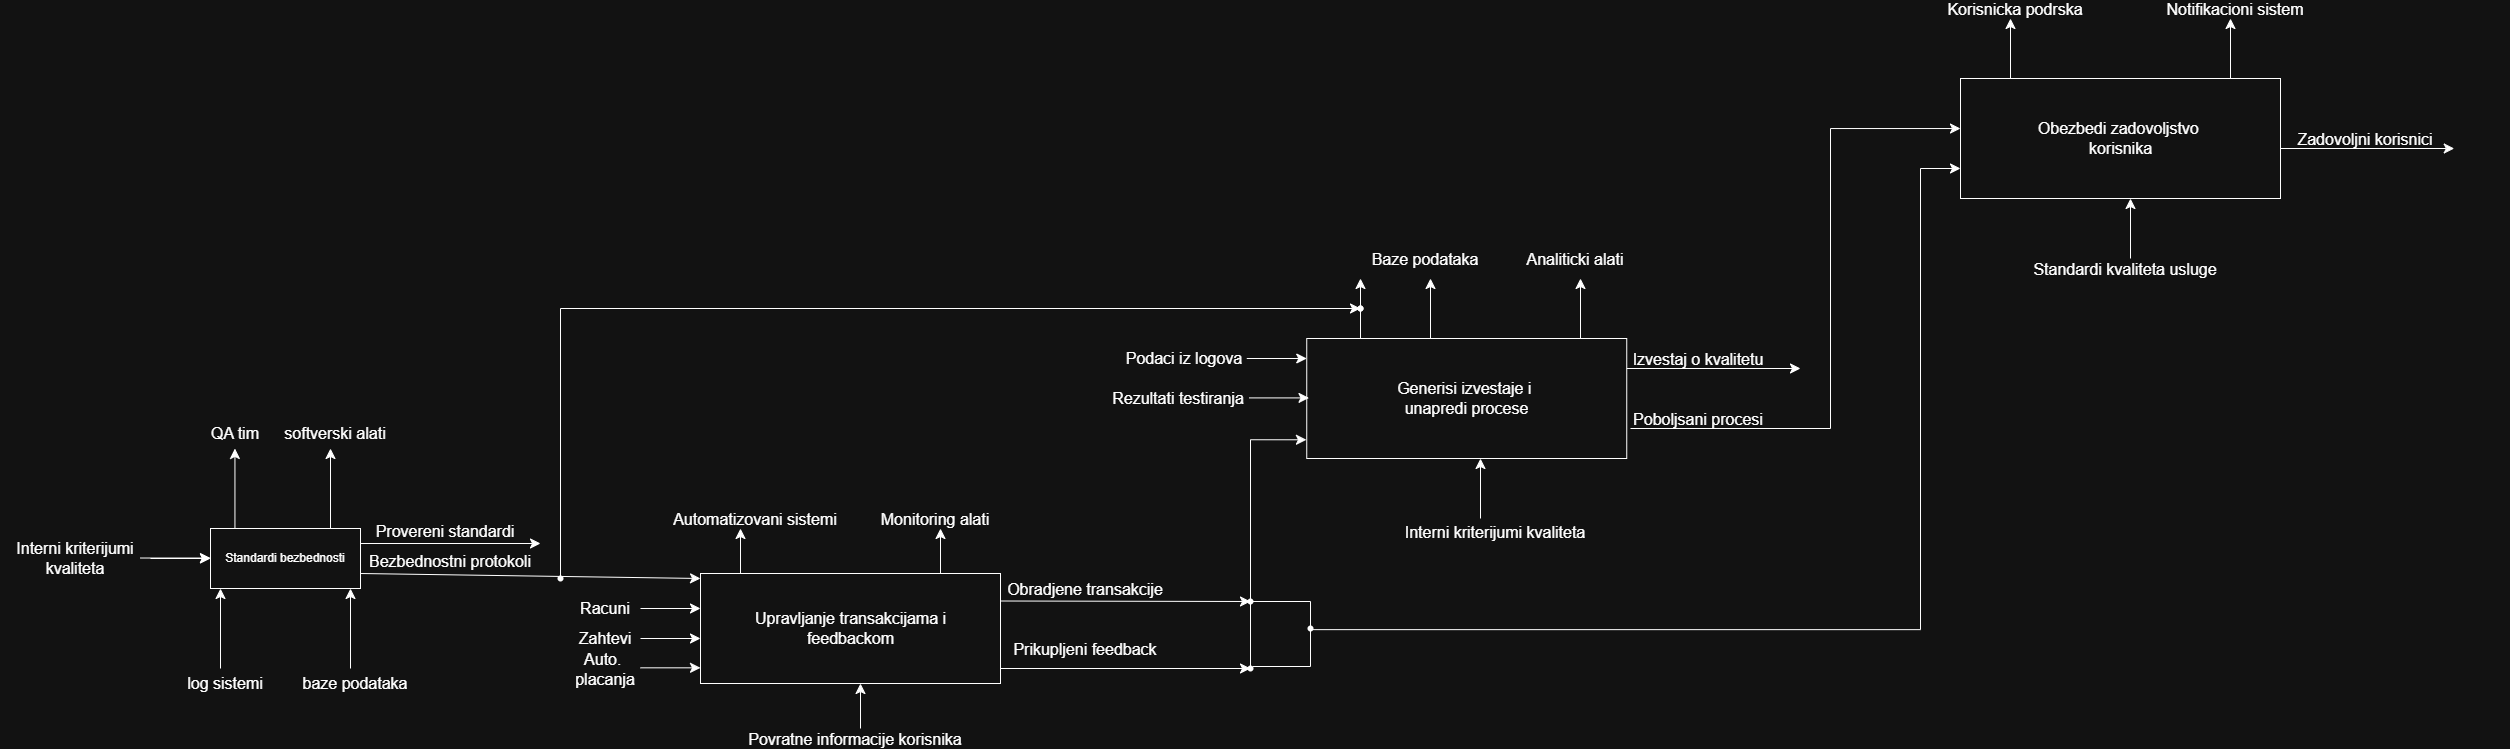 Korisnicka podrska
Notifikacioni sistem
Obezbedi zadovoljstvo
korisnika
Zadovoljni korisnici
Standardi kvaliteta usluge
Baze podataka
Analiticki alati
Podaci iz logova
Rezultati testiranja
Generisi izvestaje i
unapredi procese
Izvestaj o kvalitetu
Poboljsani procesi
Interni kriterijumi kvaliteta
QA tim
softverski alati
Interni kriterijumi
kvaliteta
Standardi bezbednosti
Provereni standardi
Bezbednostni protokoli
log sistemi
baze podataka
Automatizovani sistemi
Monitoring alati
Racuni
Zahtevi
Auto.
placanja
Upravljanje transakcijama i
feedbackom
Obradjene transakcije
Prikupljeni feedback
Povratne informacije korisnika